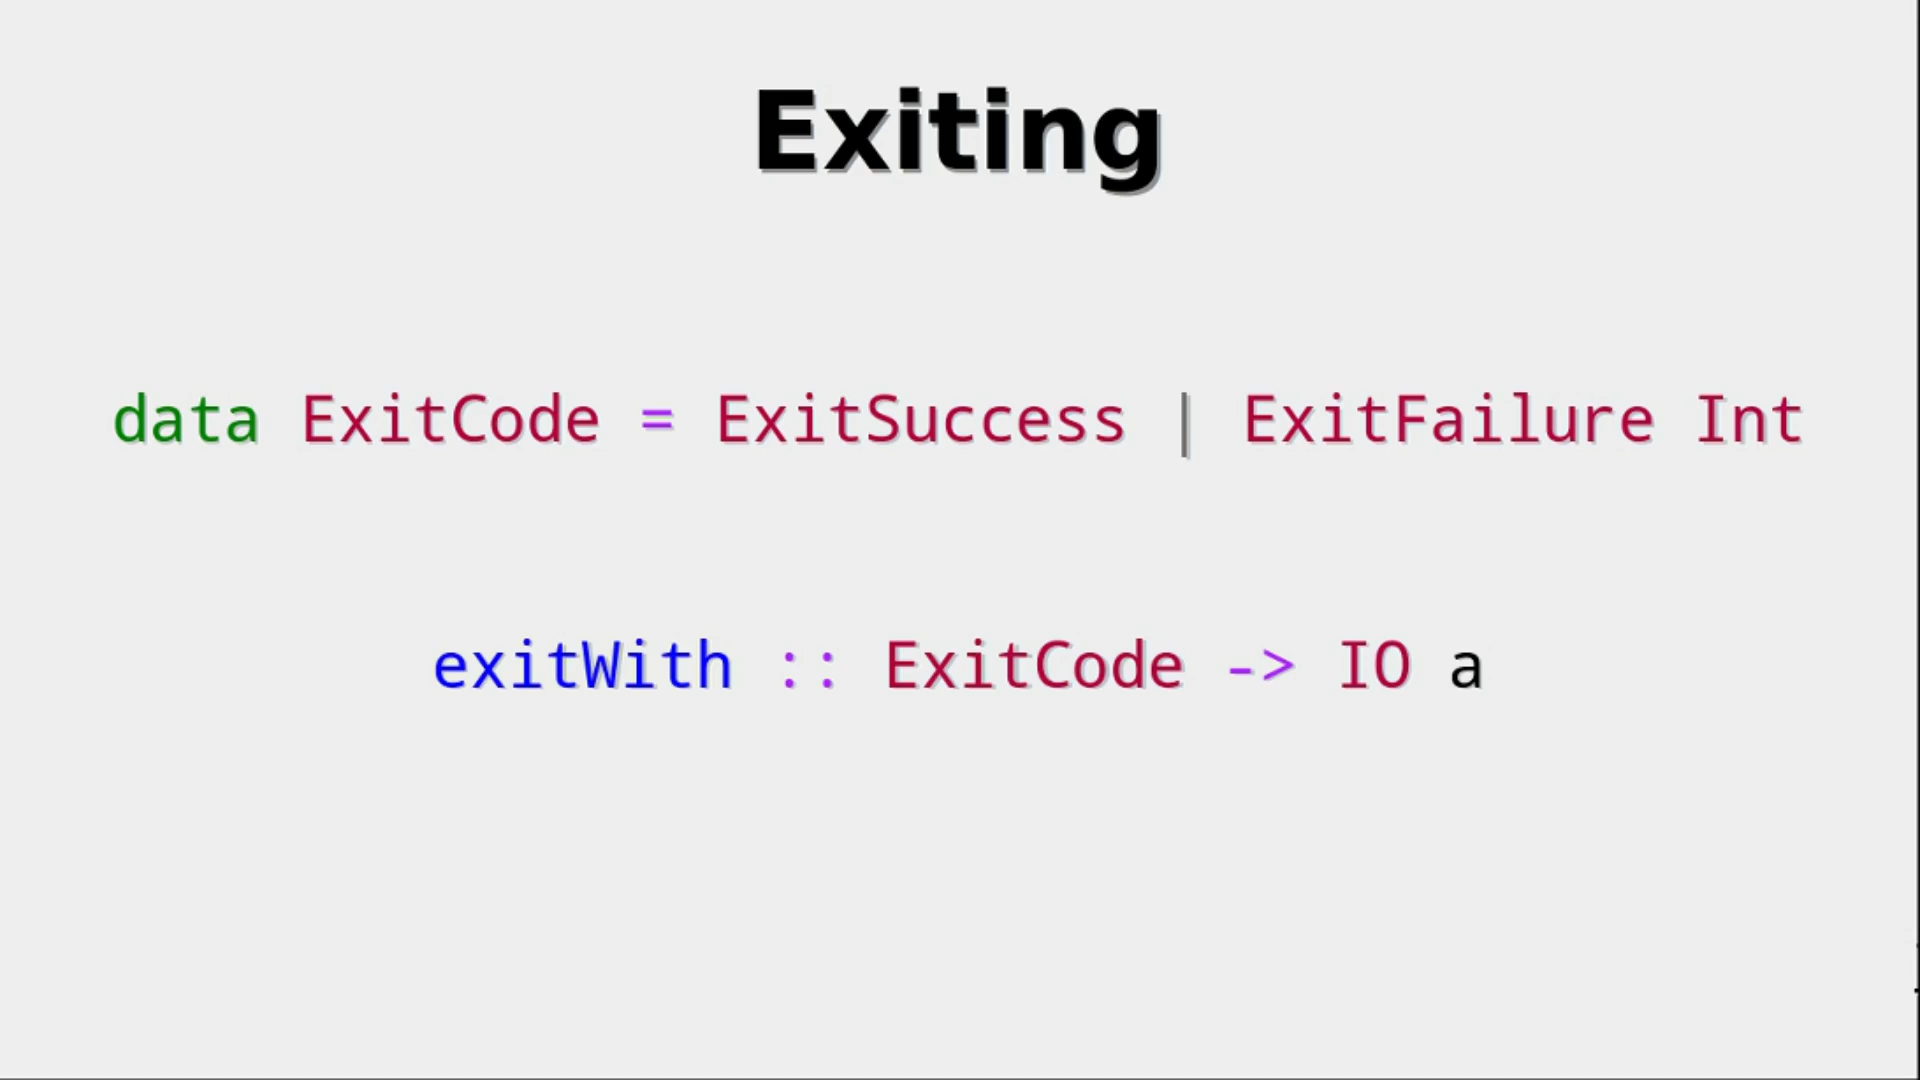 Exiting
data ExitCode = ExitSuccess | ExitFailure Int
exitWith :: ExitCode -> IO a